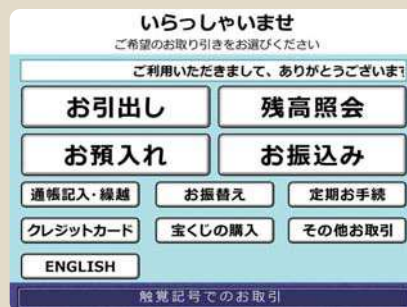 いらっしゃいませ
ご希望のお取り引きをお選びください
ご利用いただきまして、ありがとうございます
お引出し 残高照会
お預入れ お振込み
通帳記入・繰越 お振替え 定期お手続
クレジットカード 宝くじの購入 その他お取引
ENGLISH
触覚記号でのお取引